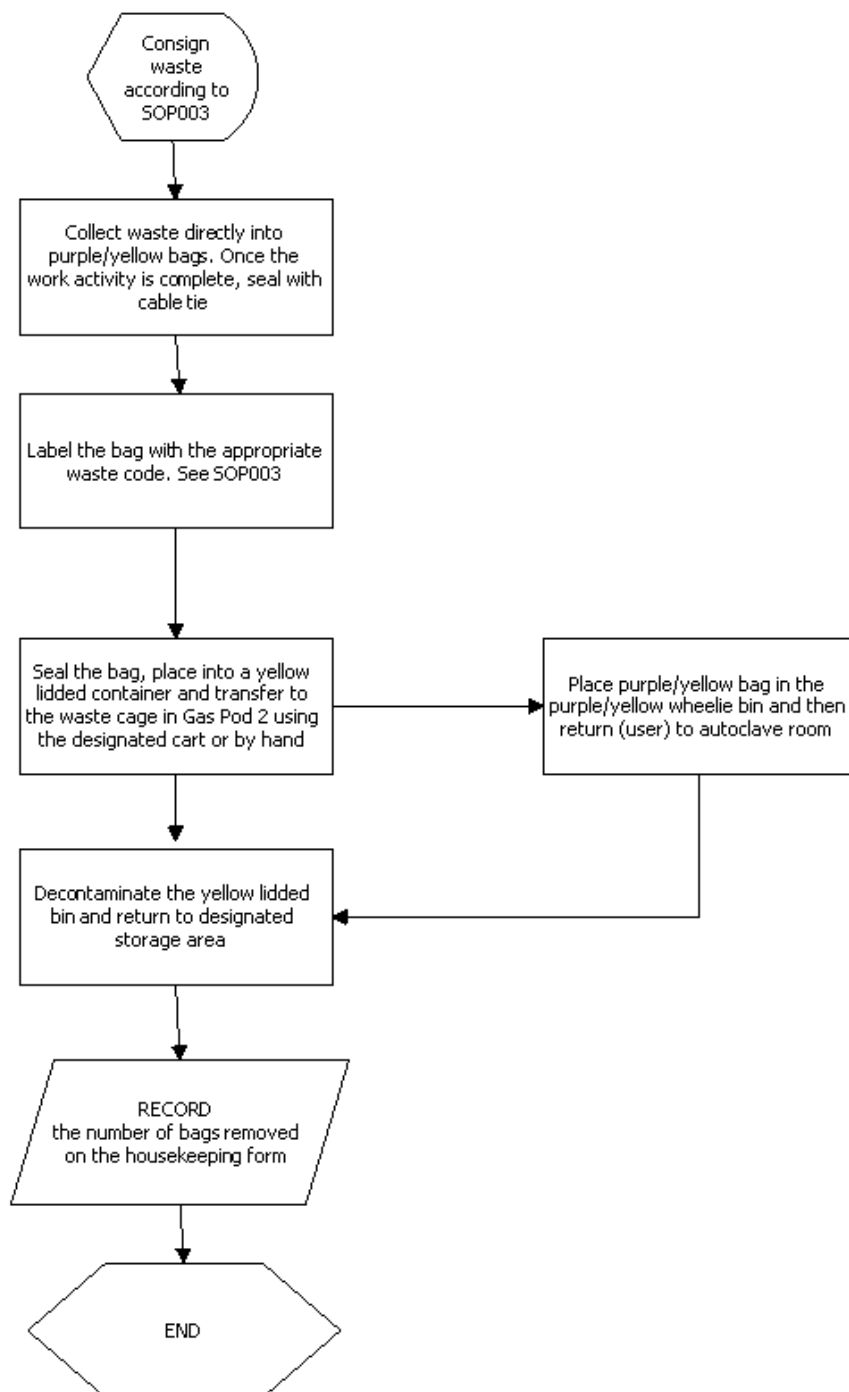 Consign
waste
according to
SOP003
Collect waste directly into
purple/yellow bags. Once the
work activity is complete, seal with
cable tie
Label the bag with the appropriate
waste code. See SOP003
Seal the bag, place into a yellow
lidded container and transfer to
the waste cage in Gas Pod 2 using
the designated cart or by hand
Place purple/yellow bag in the
purple/yellow wheelie bin and then
return (user) to autoclave room
Decontaminate the yellow lidded
bin and return to designated
storage area
RECORD
the number of bags removed
on the housekeeping form
END